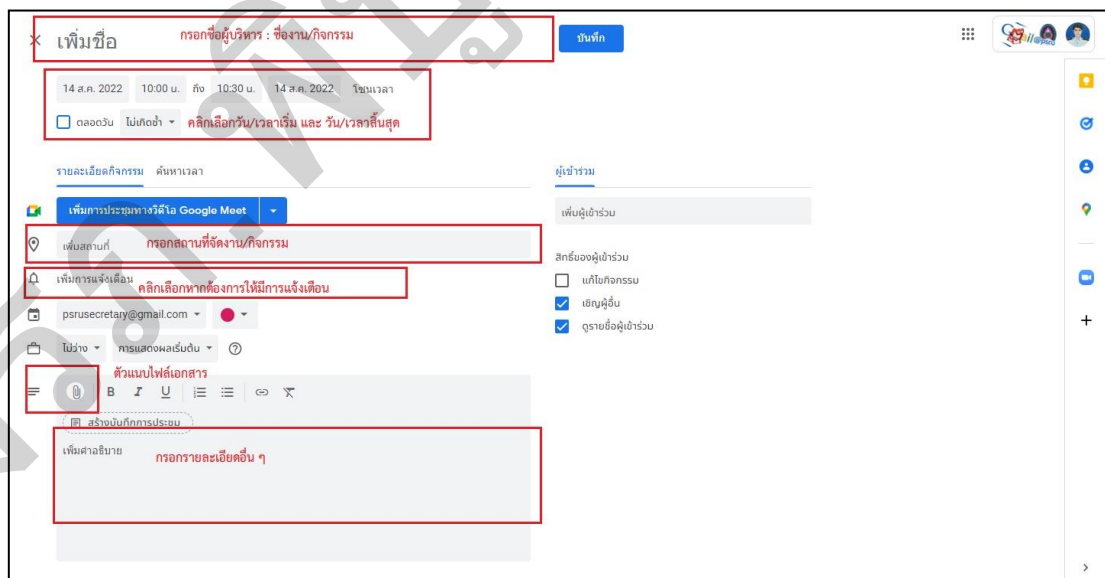 เพิ่มชื่อ กรอกชื่อผู้บริหาร : ชื่องาน/กิจกรรม บันทึก
14 ส.ค. 2022 10:00 น. ถึง 10:30 น. 14 ส.ค. 2022 โซนเวลา
ตลอดวัน ไม่เกิดซ้ำ คลิกเลือกวัน/เวลาเริ่ม และ วัน/เวลาสิ้นสุด
รายละเอียดกิจกรรม ค้นหาเวลา ผู้เข้าร่วม
เพิ่มการประชุมทางวิดีโอ Google Meet เพิ่มผู้เข้าร่วม
เพิ่มสถานที่ กรอกสถานที่จัดงาน/กิจกรรม
สิทธิ์ของผู้เข้าร่วม
เพิ่มการแจ้งเตือน คลิกเลือกหากต้องการให้มีการแจ้งเตือน แก้ไขกิจกรรม
เชิญผู้อื่น
psrusecretary@gmail.com
ดูรายชื่อผู้เข้าร่วม
ไม่ว่าง การแสดงผลเริ่มต้น
ตัวแนบไฟล์เอกสาร
B I U
สร้างบันทึกการประชุม
เพิ่มคำอธิบาย กรอกรายละเอียดอื่น ๆ